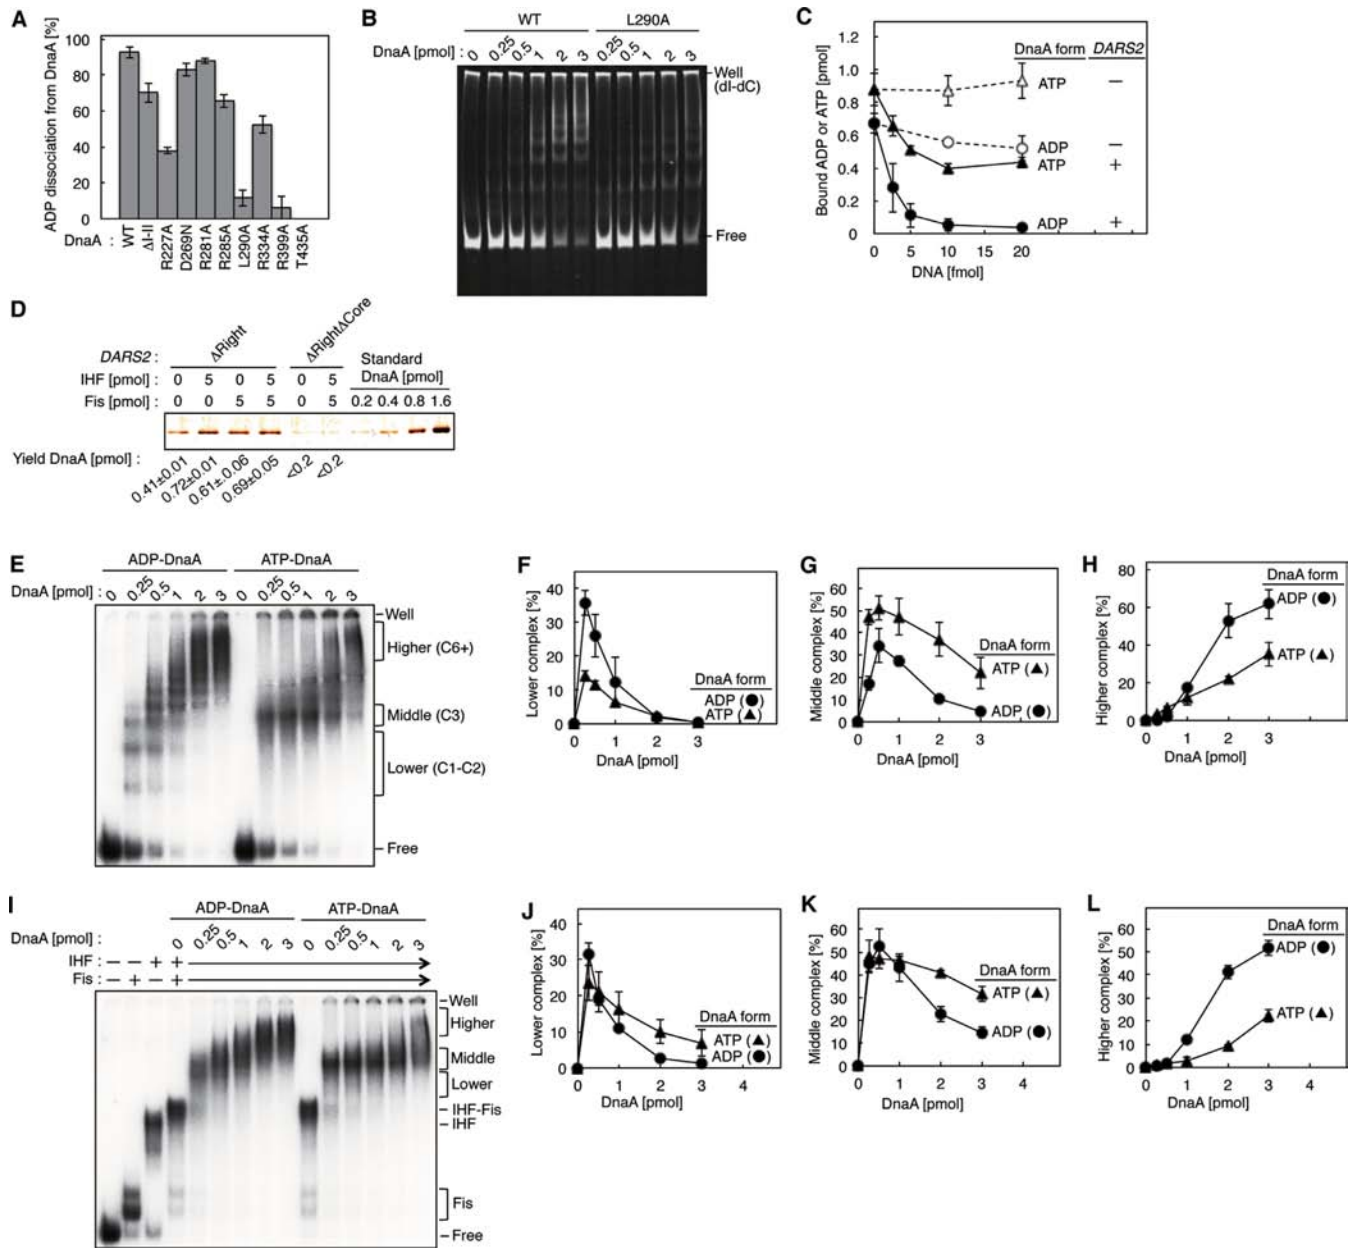 A
ADP dissociation from DnaA [%]
100
80
60
40
20
0
DnaA :
WT
ΔI-II
R227A
D269N
R281A
R285A
L290A
R334A
R399A
T435A
B
WT L290A
DnaA [pmol] : 0 0.25 0.5 1 2 3 0.25 0.5 1 2 3
Well
(dI-dC)
Free
C
Bound ADP or ATP [pmol]
1.2
1.0
0.8
0.6
0.4
0.2
0
0 5 10 15 20
DNA [fmol]
DnaA form DARS2
ATP −
ADP −
ATP +
ADP +
D
DARS2 : ΔRight ΔRightΔCore Standard
IHF [pmol] : 0 5 0 5 0 5 DnaA [pmol]
Fis [pmol] : 0 0 5 5 0 5 0.2 0.4 0.8 1.6
Yield DnaA [pmol] 0.41±0.01 0.72±0.01 0.61±.0.06 0.69±0.05 <0.2 <0.2
E
ADP-DnaA ATP-DnaA
DnaA [pmol] : 0 0.25 0.5 1 2 3 0 0.25 0.5 1 2 3
Well
Higher (C6+)
Middle (C3)
Lower (C1-C2)
Free
F
Lower complex [%]
40
30
20
10
0
0 1 2 3
DnaA [pmol]
DnaA form
ADP (●)
ATP (▲)
G
Middle complex [%]
60
50
40
30
20
10
0
0 1 2 3
DnaA [pmol]
DnaA form
ATP (▲)
ADP (●)
H
Higher complex [%]
80
60
40
20
0
0 1 2 3
DnaA [pmol]
DnaA form
ADP (●)
ATP (▲)
I
ADP-DnaA ATP-DnaA
DnaA [pmol] : 0 0.25 0.5 1 2 3 0 0.25 0.5 1 2 3
IHF : − − + +
Fis : − + − +
Well
Higher
Middle
Lower
IHF-Fis
IHF
Fis
Free
J
Lower complex [%]
40
30
20
10
0
0 1 2 3 4
DnaA [pmol]
DnaA form
ATP (▲)
ADP (●)
K
Middle complex [%]
60
50
40
30
20
10
0
0 1 2 3 4
DnaA [pmol]
DnaA form
ATP (▲)
ADP (●)
L
Higher complex [%]
60
50
40
30
20
10
0
0 1 2 3 4
DnaA [pmol]
DnaA form
ADP (●)
ATP (▲)